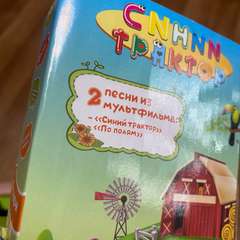 СИНИЙ
ТРАКТОР
2 песни из
мультфильма:
– «Синий трактор»
«По полям»